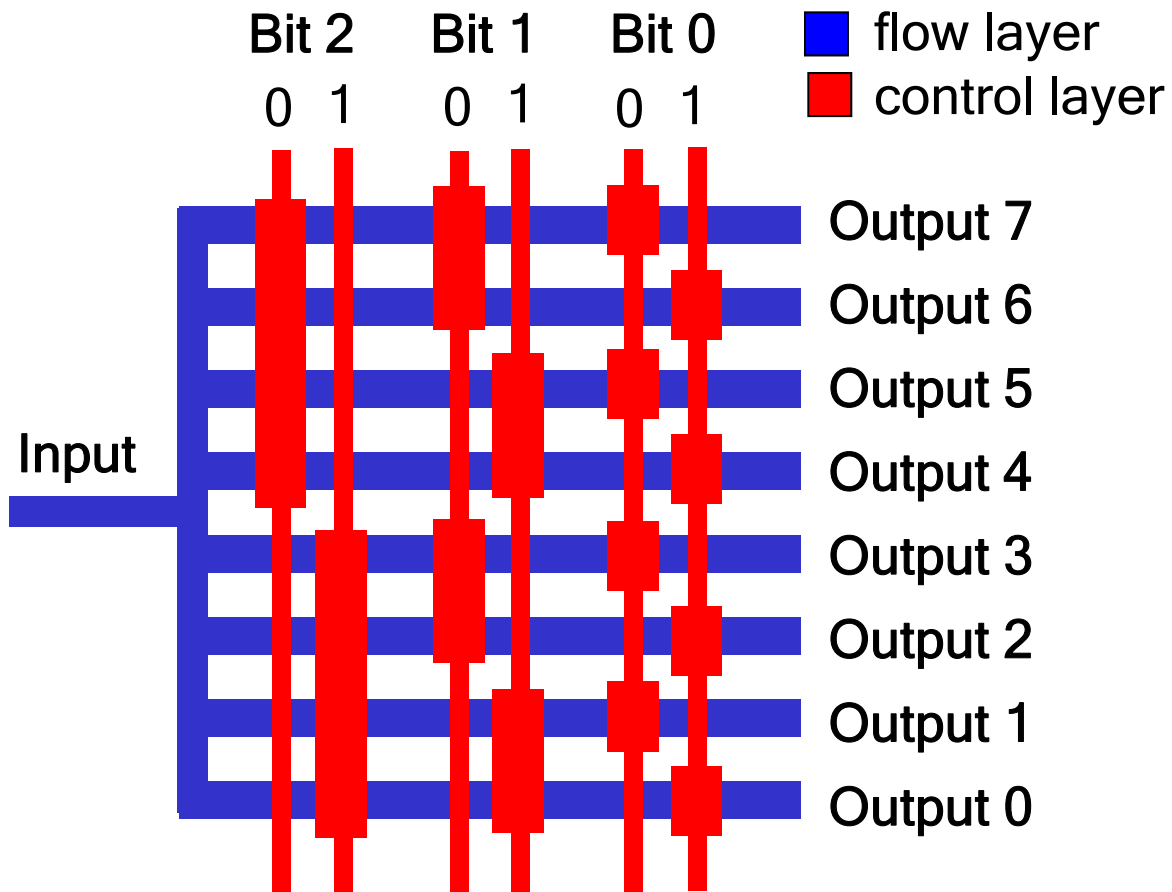 Bit 2 Bit 1 Bit 0
flow layer
0 1 0 1 0 1
control layer
Output 7
Output 6
Output 5
Input
Output 4
Output 3
Output 2
Output 1
Output 0